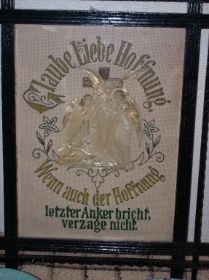 Glaube Liebe Hoffnung
Wenn auch der Hoffnung
letzter Anker bricht,
verzage nicht.